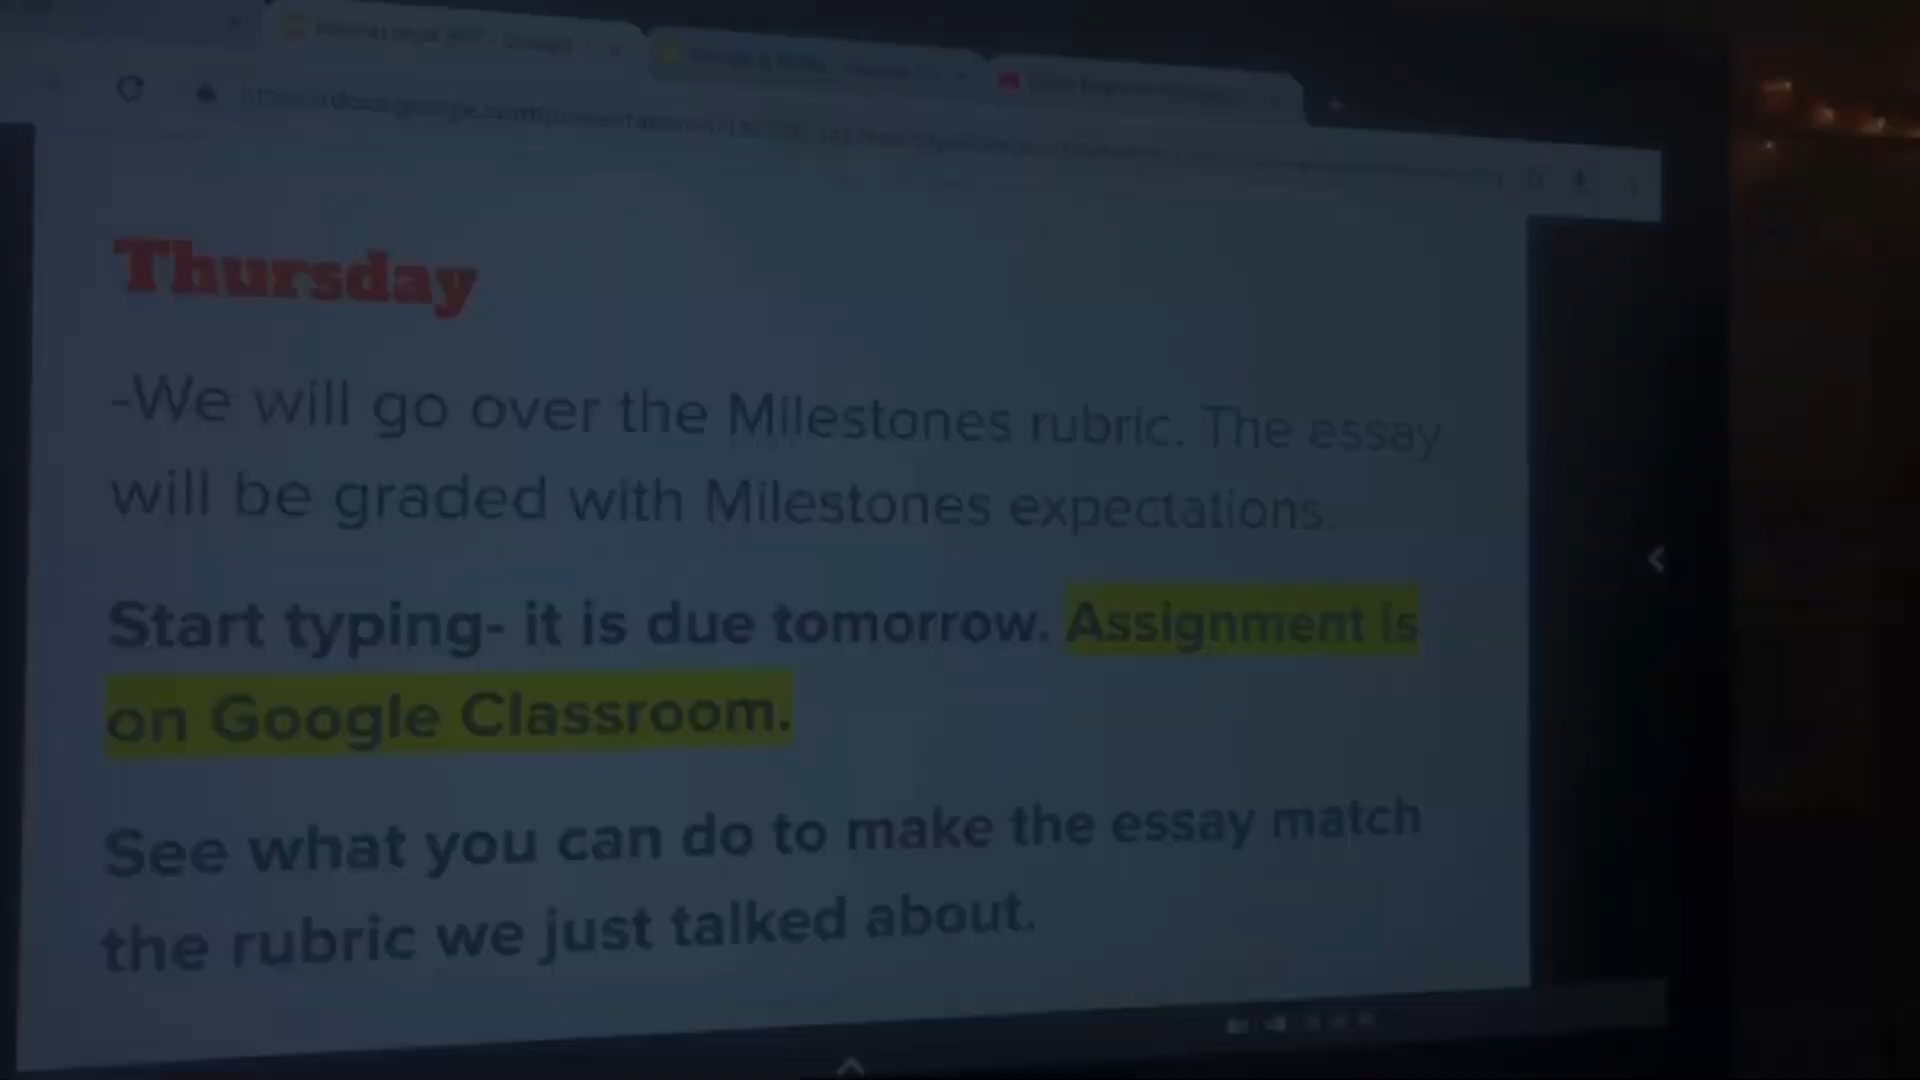 Thursday
-We will go over the Milestones rubric. The essay
will be graded with Milestones expectations.
Start typing- it is due tomorrow. Assignment is
on Google Classroom.
See what you can do to make the essay match
the rubric we just talked about.